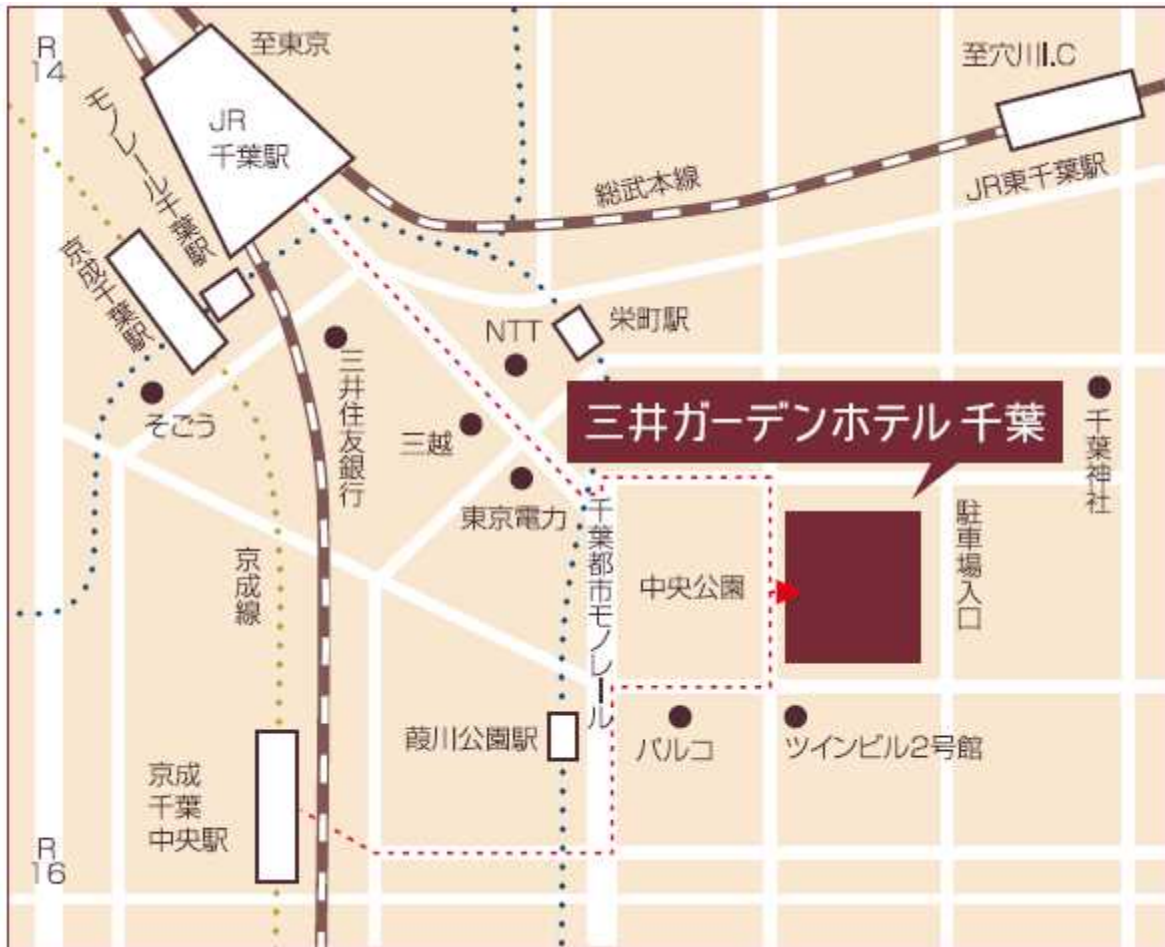 R
14
至東京
至穴川I.C
JR
千葉駅
モノレール千葉駅
総武本線
JR東千葉駅
京成千葉駅
栄町駅
NTT
三井住友銀行
三井ガーデンホテル 千葉
そごう
三越
千葉神社
東京電力
千葉都市モノレール
駐車場入口
京成線
中央公園
葭川公園駅
パルコ
ツインビル2号館
京成
千葉
中央駅
R
16